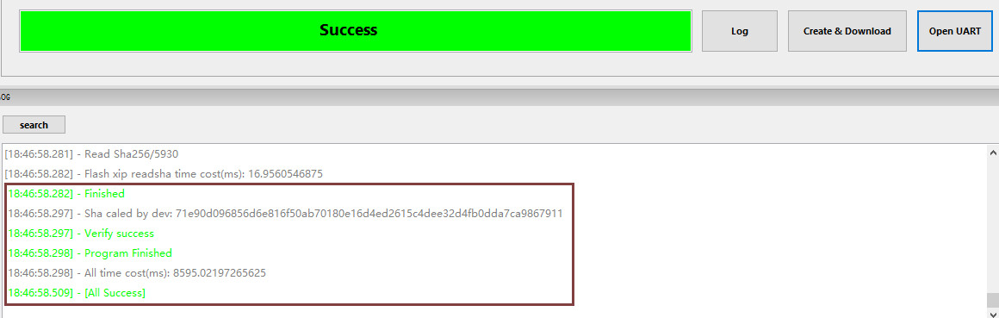 Success
Log
Create & Download
Open UART
LOG
search
[18:46:58.281] - Read Sha256/5930
[18:46:58.282] - Flash xip readsha time cost(ms): 16.9560546875
18:46:58.282] - Finished
18:46:58.297] - Sha caled by dev: 71e90d096856d6e816f50ab70180e16d4ed2615c4dee32d4fb0dda7ca9867911
18:46:58.297] - Verify success
18:46:58.298] - Program Finished
18:46:58.298] - All time cost(ms): 8595.02197265625
18:46:58.509] - [All Success]